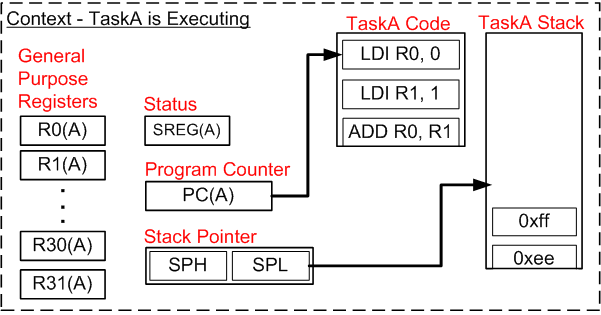 Context - TaskA is Executing
General
Purpose
Registers
R0(A)
R1(A)
R30(A)
R31(A)
Status
SREG(A)
Program Counter
PC(A)
Stack Pointer
SPH SPL
TaskA Code
LDI R0, 0
LDI R1, 1
ADD R0, R1
TaskA Stack
0xff
0xee